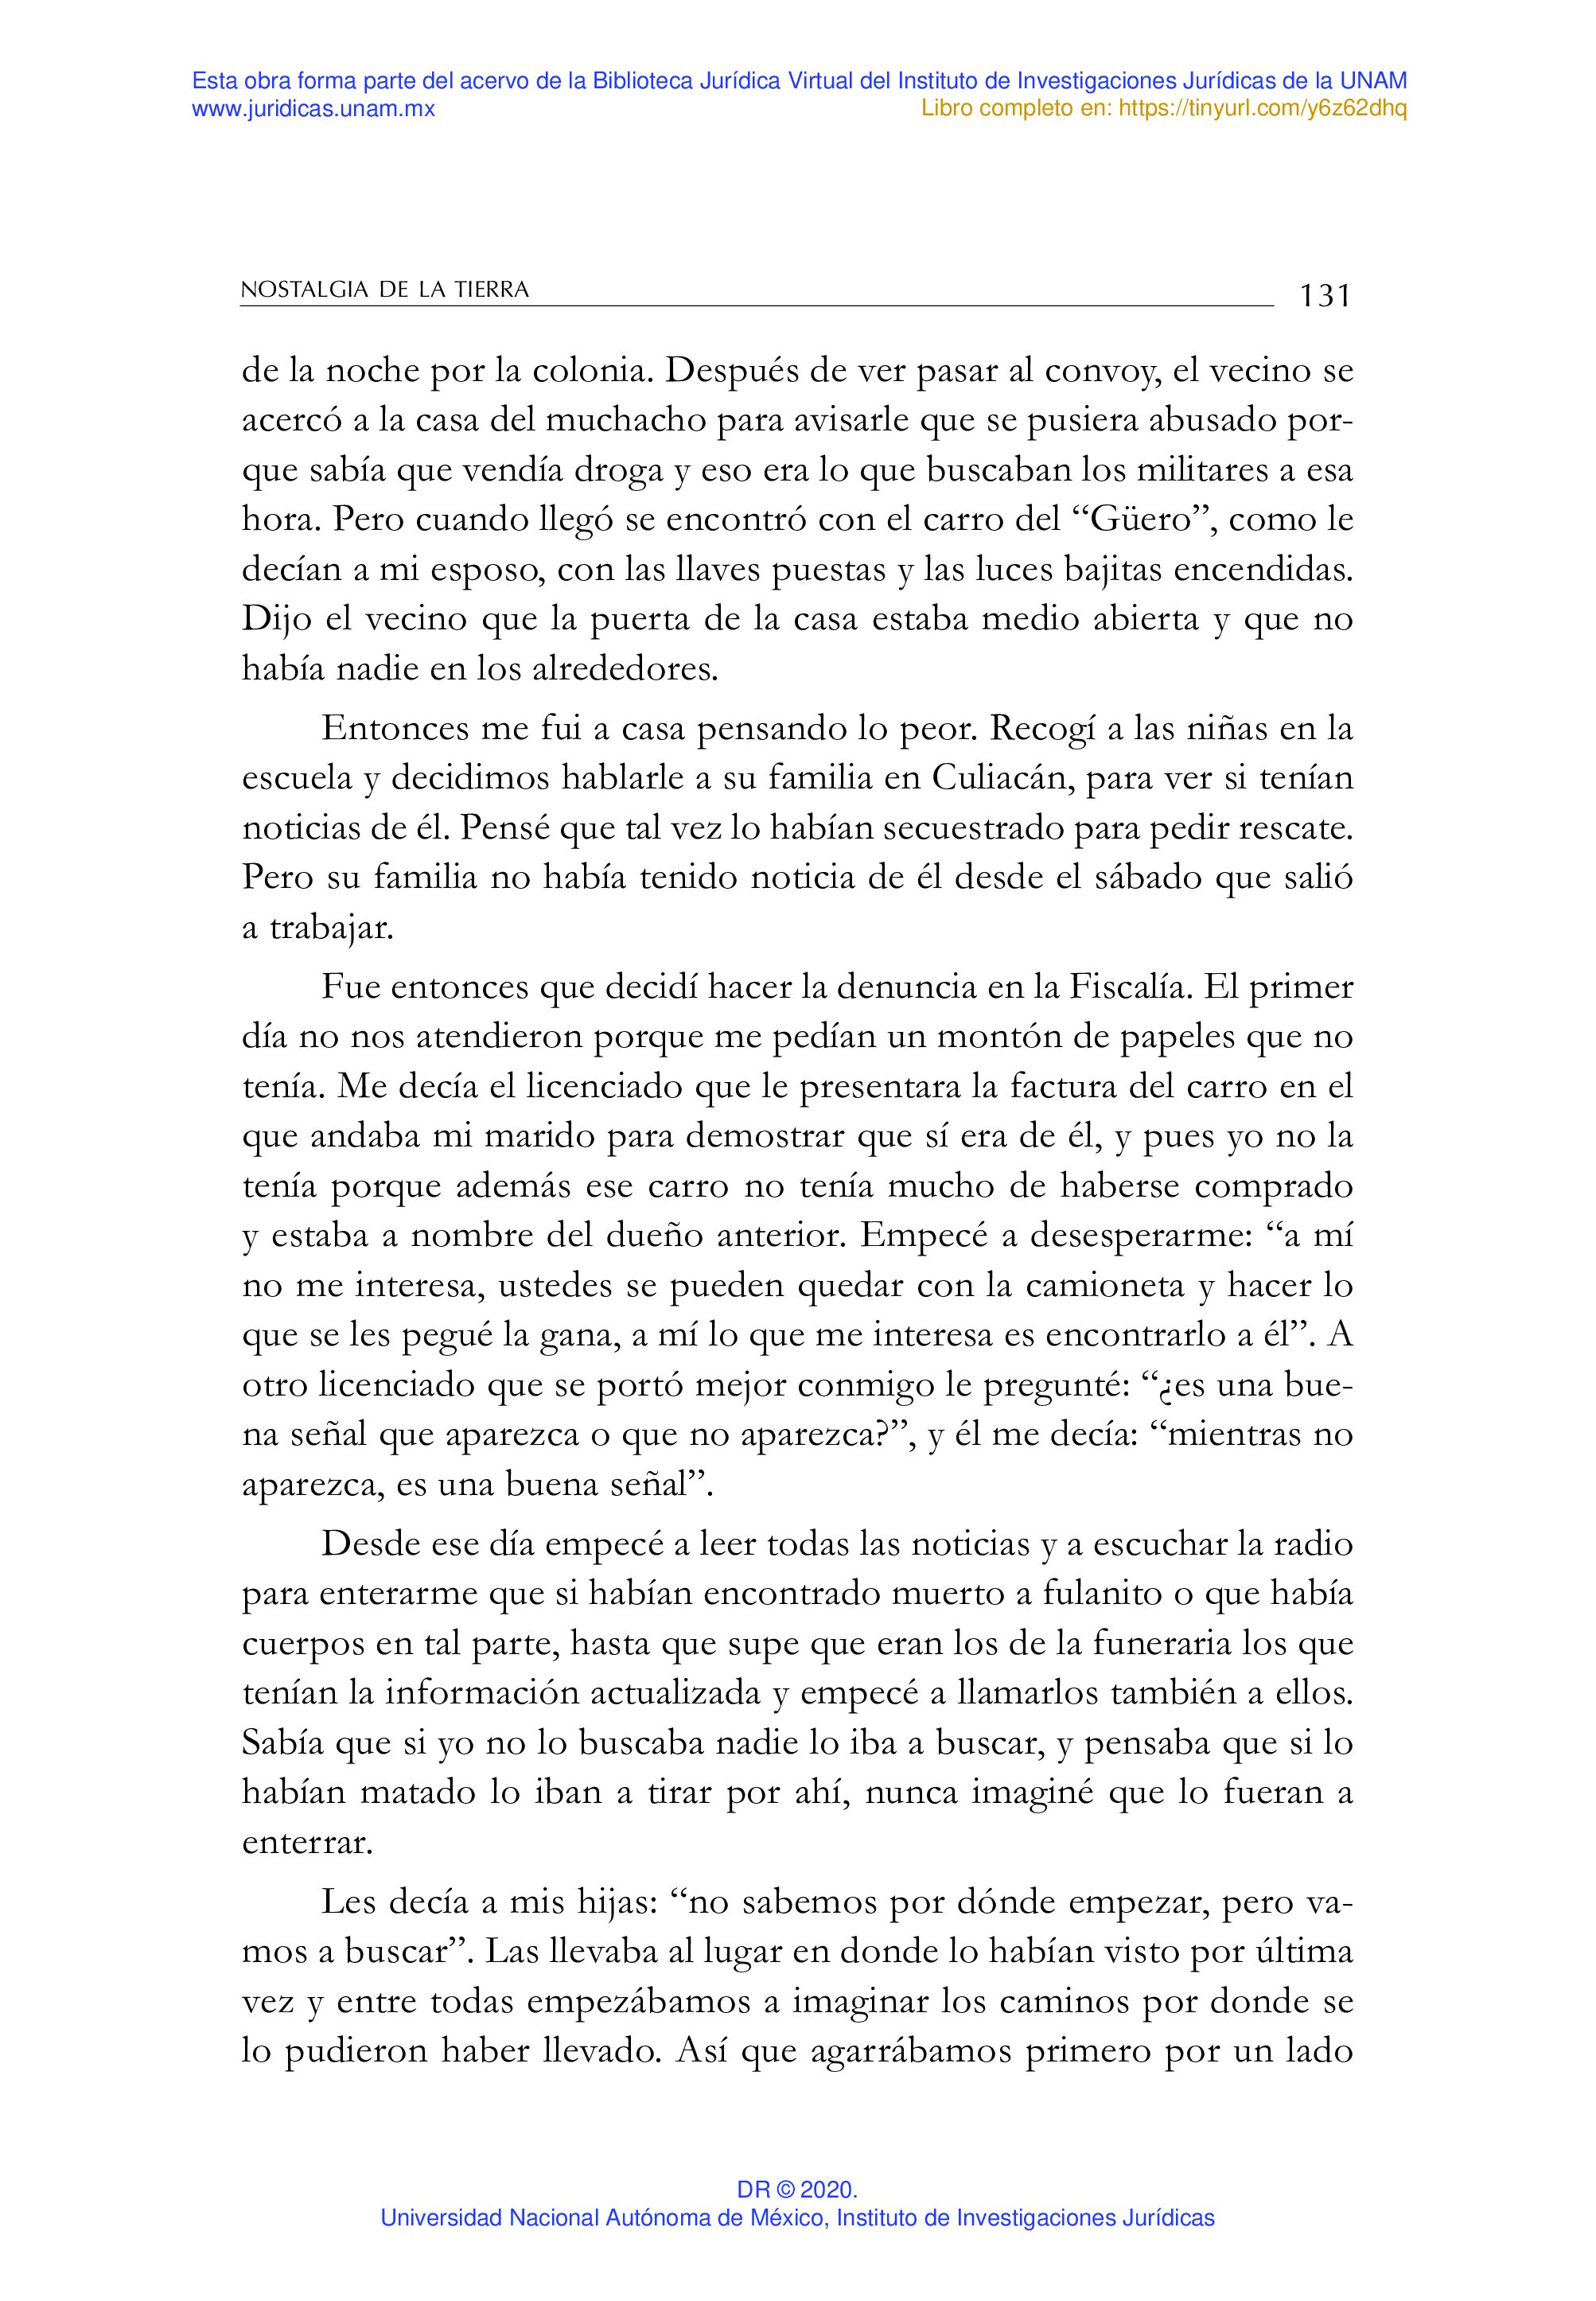 Esta obra forma parte del acervo de la Biblioteca Jurídica Virtual del Instituto de Investigaciones Jurídicas de la UNAM
www.juridicas.unam.mx
Libro completo en: https://tinyurl.com/y6z62dhq
NOSTALGIA DE LA TIERRA
131
de la noche por la colonia. Después de ver pasar al convoy, el vecino se
acercó a la casa del muchacho para avisarle que se pusiera abusado por-
que sabía que vendía droga y eso era lo que buscaban los militares a esa
hora. Pero cuando llegó se encontró con el carro del “Güero”, como le
decían a mi esposo, con las llaves puestas y las luces bajitas encendidas.
Dijo el vecino que la puerta de la casa estaba medio abierta y que no
había nadie en los alrededores.
Entonces me fui a casa pensando lo peor. Recogí a las niñas en la
escuela y decidimos hablarle a su familia en Culiacán, para ver si tenían
noticias de él. Pensé que tal vez lo habían secuestrado para pedir rescate.
Pero su familia no había tenido noticia de él desde el sábado que salió
a trabajar.
Fue entonces que decidí hacer la denuncia en la Fiscalía. El primer
día no nos atendieron porque me pedían un montón de papeles que no
tenía. Me decía el licenciado que le presentara la factura del carro en el
que andaba mi marido para demostrar que sí era de él, y pues yo no la
tenía porque además ese carro no tenía mucho de haberse comprado
y estaba a nombre del dueño anterior. Empecé a desesperarme: “a mí
no me interesa, ustedes se pueden quedar con la camioneta y hacer lo
que se les pegué la gana, a mí lo que me interesa es encontrarlo a él”. A
otro licenciado que se portó mejor conmigo le pregunté: “¿es una bue-
na señal que aparezca o que no aparezca?”, y él me decía: “mientras no
aparezca, es una buena señal”.
Desde ese día empecé a leer todas las noticias y a escuchar la radio
para enterarme que si habían encontrado muerto a fulanito o que había
cuerpos en tal parte, hasta que supe que eran los de la funeraria los que
tenían la información actualizada y empecé a llamarlos también a ellos.
Sabía que si yo no lo buscaba nadie lo iba a buscar, y pensaba que si lo
habían matado lo iban a tirar por ahí, nunca imaginé que lo fueran a
enterrar.
Les decía a mis hijas: “no sabemos por dónde empezar, pero va-
mos a buscar”. Las llevaba al lugar en donde lo habían visto por última
vez y entre todas empezábamos a imaginar los caminos por donde se
lo pudieron haber llevado. Así que agarrábamos primero por un lado
DR © 2020.
Universidad Nacional Autónoma de México, Instituto de Investigaciones Jurídicas